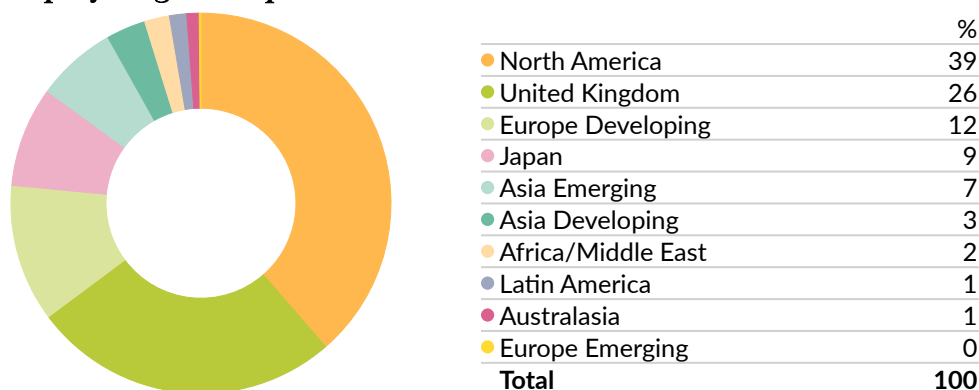 %
North America 39
United Kingdom 26
Europe Developing 12
Japan 9
Asia Emerging 7
Asia Developing 3
Africa/Middle East 2
Latin America 1
Australasia 1
Europe Emerging 0
Total 100